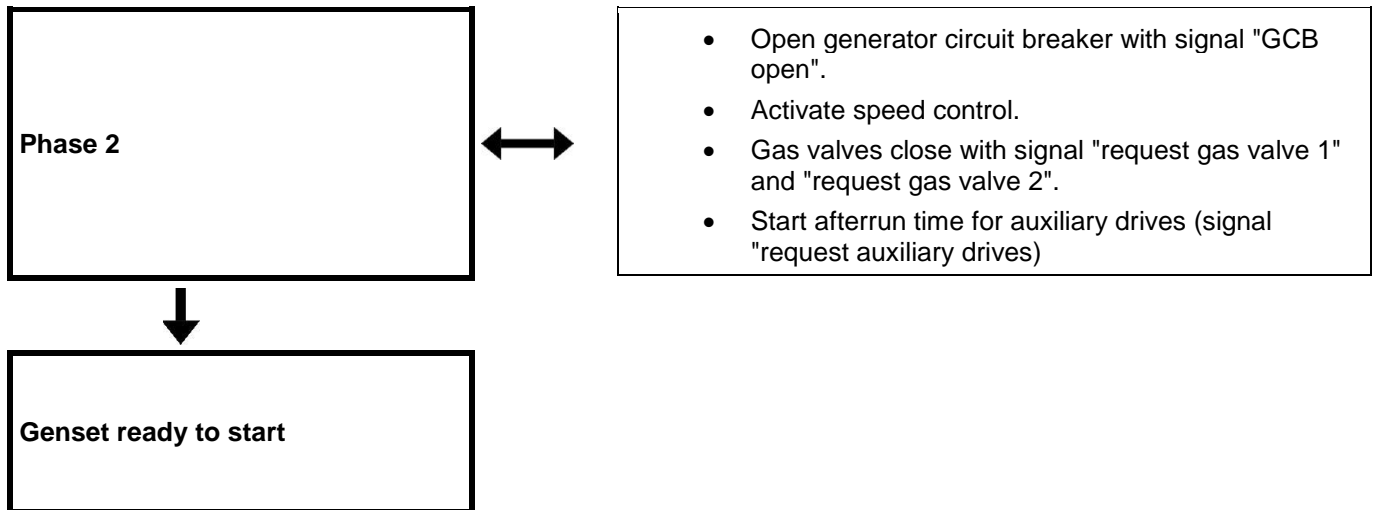 Phase 2
• Open generator circuit breaker with signal "GCB
open".
• Activate speed control.
• Gas valves close with signal "request gas valve 1"
and "request gas valve 2".
• Start afterrun time for auxiliary drives (signal
"request auxiliary drives)
Genset ready to start